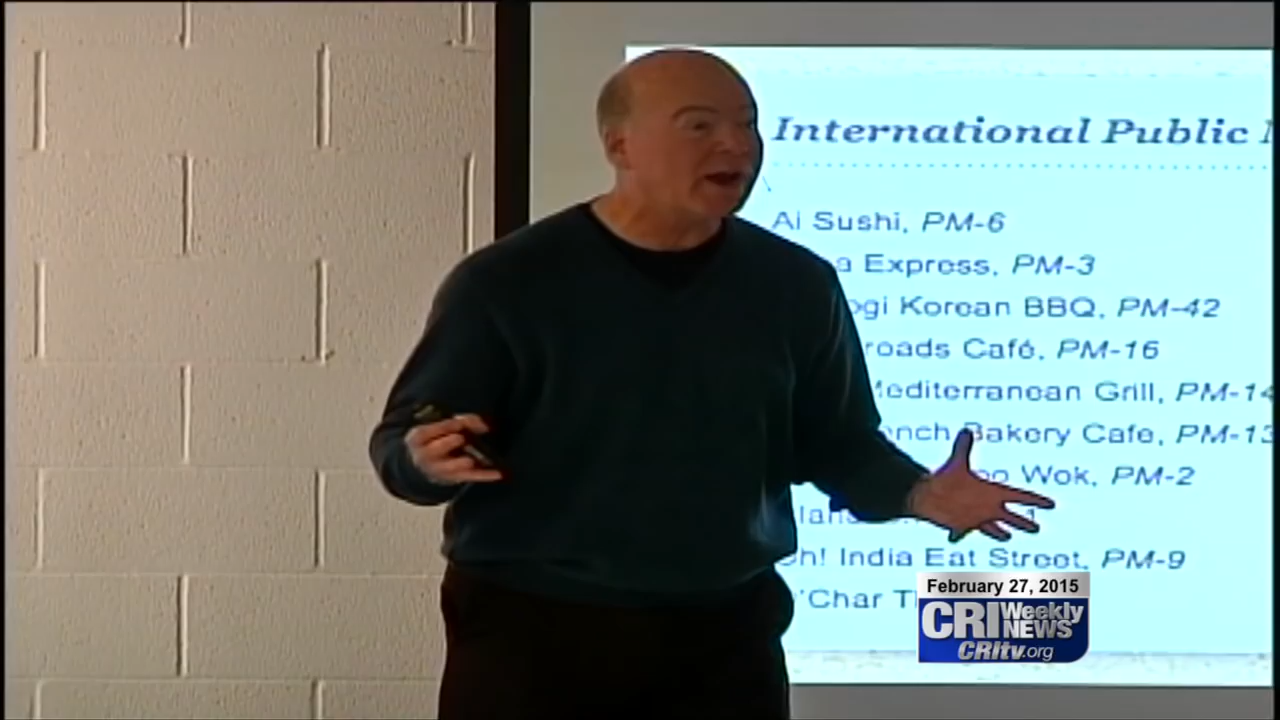 International Public
Ai Sushi, PM-6
Express, PM-3
Korean BBQ, PM-42
Café, PM-16
Grill, PM-14
Bakery Cafe, PM-13
Wok, PM-2
India Eat Street, PM-9
February 27, 2015
CRI Weekly NEWS
CRItv.org